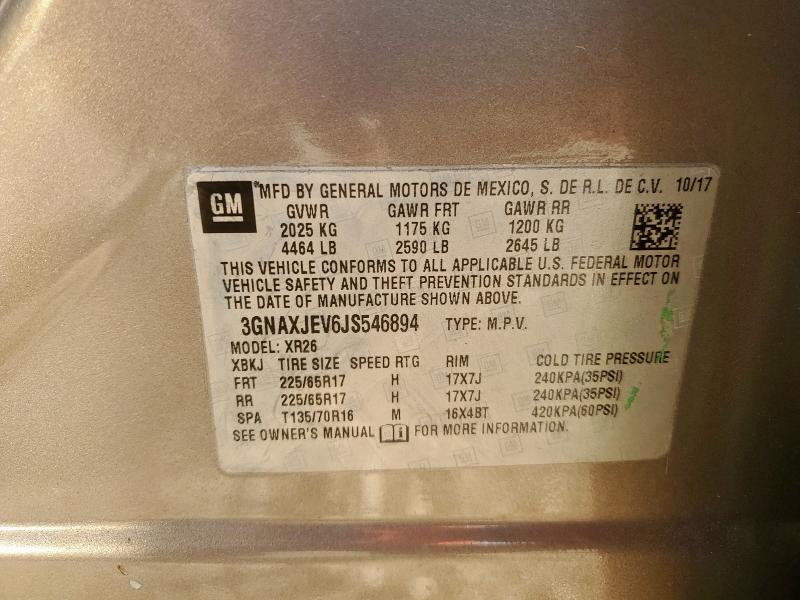 GM *MFD BY GENERAL MOTORS DE MEXICO, S. DE R.L. DE C.V. 10/17
GVWR GAWR FRT GAWR RR
2025 KG 1175 KG 1200 KG
4464 LB 2590 LB 2645 LB
THIS VEHICLE CONFORMS TO ALL APPLICABLE U.S. FEDERAL MOTOR
VEHICLE SAFETY AND THEFT PREVENTION STANDARDS IN EFFECT ON
THE DATE OF MANUFACTURE SHOWN ABOVE.
3GNAXJEV6JS546894 TYPE: M.P.V.
MODEL: XR26
XBKJ TIRE SIZE SPEED RTG RIM COLD TIRE PRESSURE
FRT 225/65R17 H 17X7J 240KPA(35PSI)
RR 225/65R17 H 17X7J 240KPA(35PSI)
SPA T135/70R16 M 16X4BT 420KPA(60PSI)
SEE OWNER'S MANUAL FOR MORE INFORMATION.